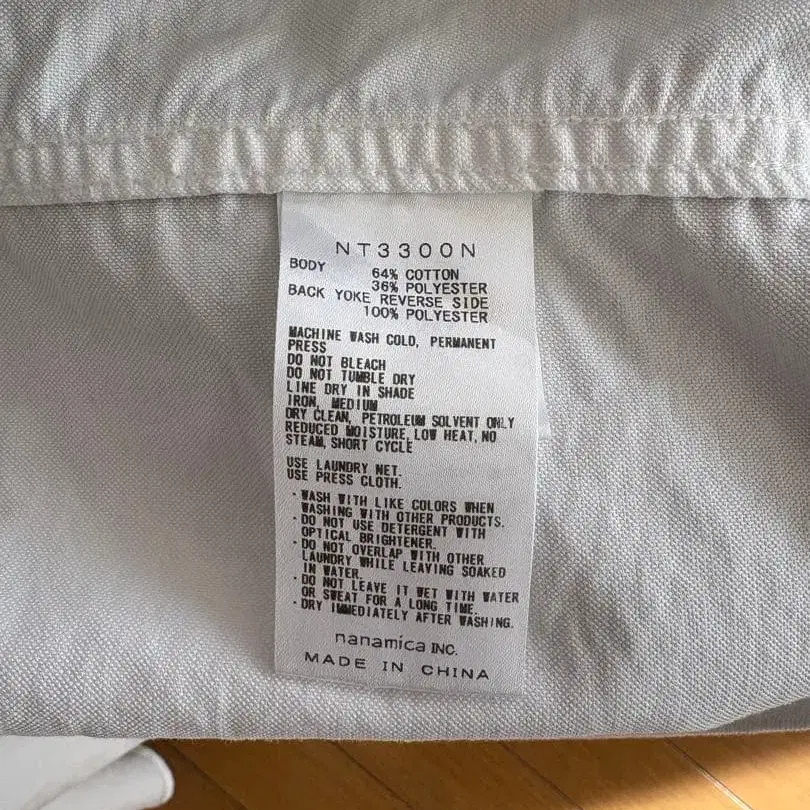 NT3300N
BODY 64% COTTON
36% POLYESTER
BACK YOKE REVERSE SIDE
100% POLYESTER
MACHINE WASH COLD, PERMANENT
PRESS
DO NOT BLEACH
DO NOT TUMBLE DRY
LINE DRY IN SHADE
IRON, MEDIUM
DRY CLEAN, PETROLEUM SOLVENT ONLY
REDUCED MOISTURE, LOW HEAT, NO
STEAM, SHORT CYCLE
USE LAUNDRY NET.
USE PRESS CLOTH.
・WASH WITH LIKE COLORS WHEN
WASHING WITH OTHER PRODUCTS.
・DO NOT USE DETERGENT WITH
OPTICAL BRIGHTENER.
・DO NOT OVERLAP WITH OTHER
LAUNDRY WHILE LEAVING SOAKED
IN WATER.
・DO NOT LEAVE IT WET WITH WATER
OR SWEAT FOR A LONG TIME.
・DRY IMMEDIATELY AFTER WASHING.
nanamica INC.
MADE IN CHINA